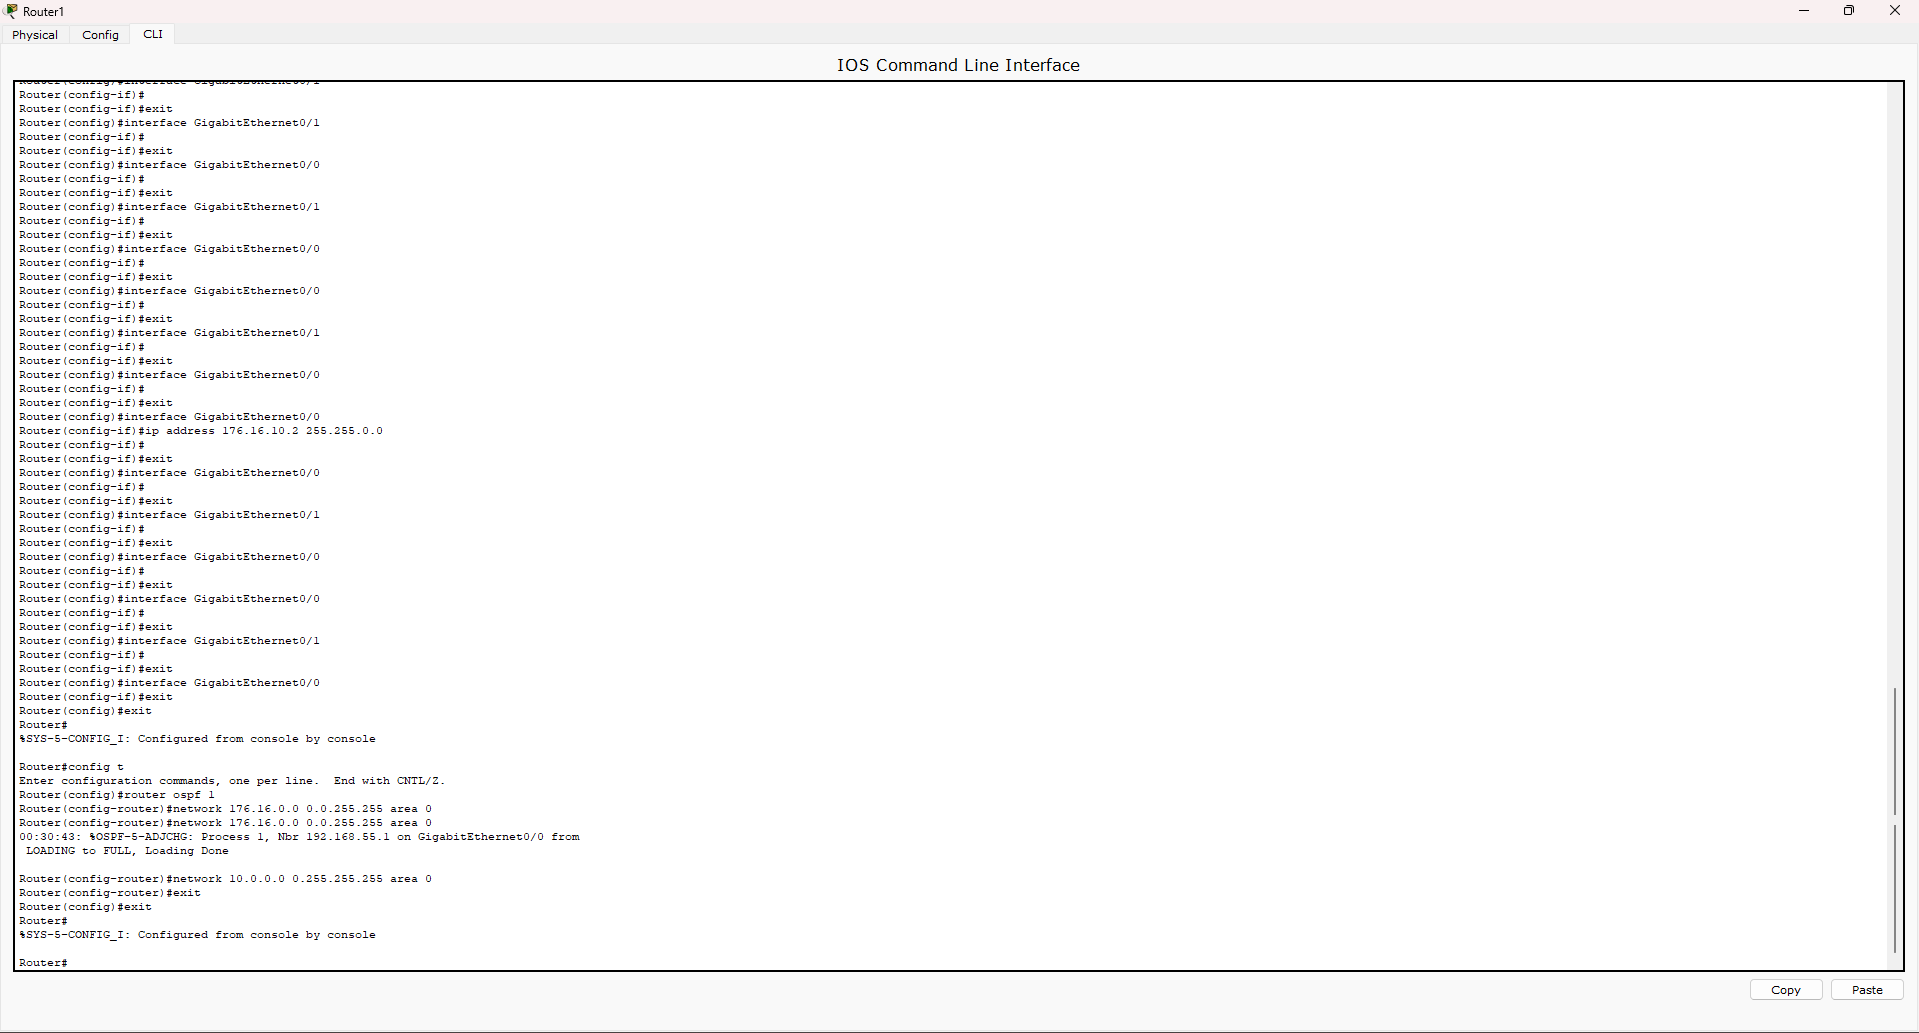 Router1
Physical Config CLI
IOS Command Line Interface
Router(config)#interface GigabitEthernet0/1
Router(config-if)#
Router(config-if)#exit
Router(config)#interface GigabitEthernet0/1
Router(config-if)#
Router(config-if)#exit
Router(config)#interface GigabitEthernet0/0
Router(config-if)#
Router(config-if)#exit
Router(config)#interface GigabitEthernet0/1
Router(config-if)#
Router(config-if)#exit
Router(config)#interface GigabitEthernet0/0
Router(config-if)#
Router(config-if)#exit
Router(config)#interface GigabitEthernet0/0
Router(config-if)#
Router(config-if)#exit
Router(config)#interface GigabitEthernet0/1
Router(config-if)#
Router(config-if)#exit
Router(config)#interface GigabitEthernet0/0
Router(config-if)#
Router(config-if)#exit
Router(config)#interface GigabitEthernet0/0
Router(config-if)#ip address 176.16.10.2 255.255.0.0
Router(config-if)#
Router(config-if)#exit
Router(config)#interface GigabitEthernet0/0
Router(config-if)#
Router(config-if)#exit
Router(config)#interface GigabitEthernet0/1
Router(config-if)#
Router(config-if)#exit
Router(config)#interface GigabitEthernet0/0
Router(config-if)#
Router(config-if)#exit
Router(config)#interface GigabitEthernet0/0
Router(config-if)#
Router(config-if)#exit
Router(config)#interface GigabitEthernet0/1
Router(config-if)#
Router(config-if)#exit
Router(config)#interface GigabitEthernet0/0
Router(config-if)#exit
Router(config)#exit
Router#
%SYS-5-CONFIG_I: Configured from console by console
Router#config t
Enter configuration commands, one per line.  End with CNTL/Z.
Router(config)#router ospf 1
Router(config-router)#network 176.16.0.0 0.0.255.255 area 0
Router(config-router)#network 176.16.0.0 0.0.255.255 area 0
00:30:43: %OSPF-5-ADJCHG: Process 1, Nbr 192.168.55.1 on GigabitEthernet0/0 from
LOADING to FULL, Loading Done
Router(config-router)#network 10.0.0.0 0.255.255.255 area 0
Router(config-router)#exit
Router(config)#exit
Router#
%SYS-5-CONFIG_I: Configured from console by console
Router#
Copy Paste